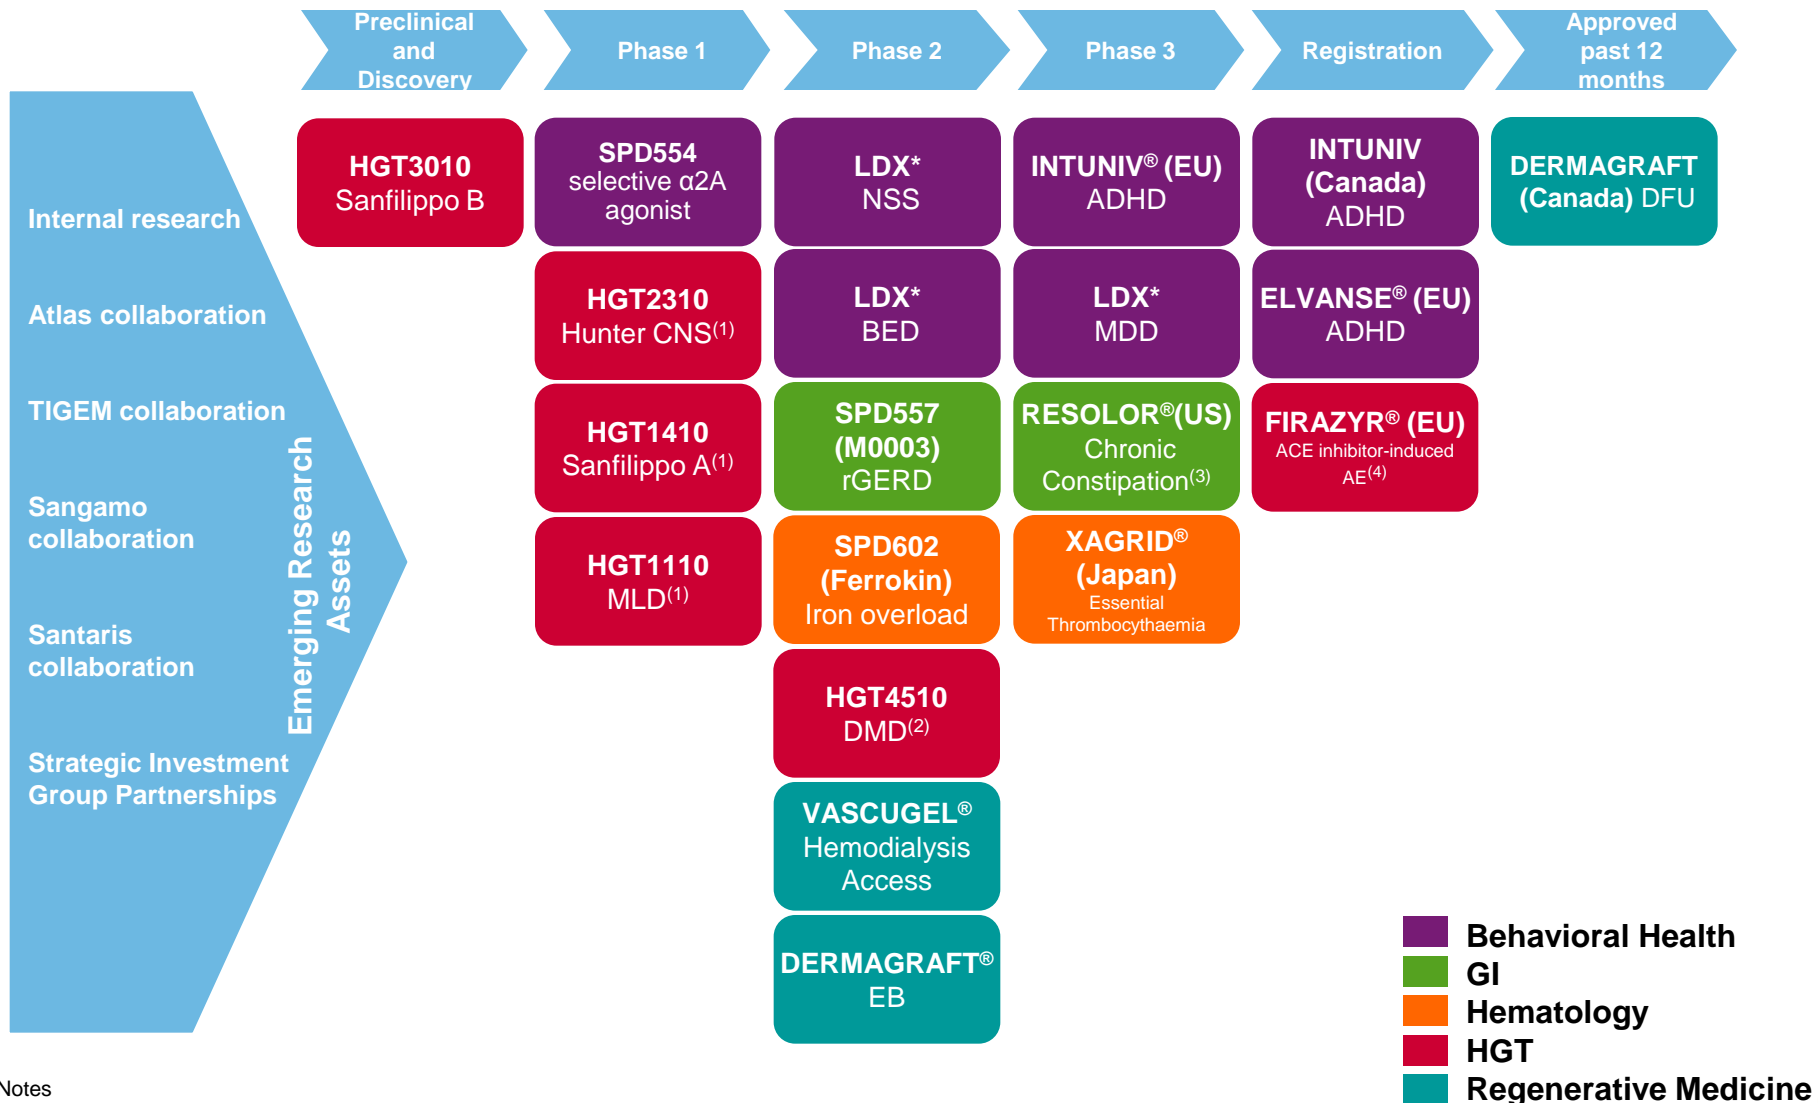 Preclinical
and
Discovery
Phase 1
Phase 2
Phase 3
Registration
Approved
past 12
months
Internal research
Atlas collaboration
TIGEM collaboration
Sangamo
collaboration
Santaris
collaboration
Strategic Investment
Group Partnerships
Emerging Research
Assets
HGT3010
Sanfilippo B
SPD554
selective α2A
agonist
HGT2310
Hunter CNS(1)
HGT1410
Sanfilippo A(1)
HGT1110
MLD(1)
LDX*
NSS
LDX*
BED
SPD557
(M0003)
rGERD
SPD602
(Ferrokin)
Iron overload
HGT4510
DMD(2)
VASCUGEL®
Hemodialysis
Access
DERMAGRAFT®
EB
INTUNIV® (EU)
ADHD
LDX*
MDD
RESOLOR®(US)
Chronic
Constipation(3)
XAGRID®
(Japan)
Essential
Thrombocythaemia
INTUNIV
(Canada)
ADHD
ELVANSE® (EU)
ADHD
FIRAZYR® (EU)
ACE inhibitor-induced
AE(4)
DERMAGRAFT
(Canada) DFU
Behavioral Health
GI
Hematology
HGT
Regenerative Medicine
Notes